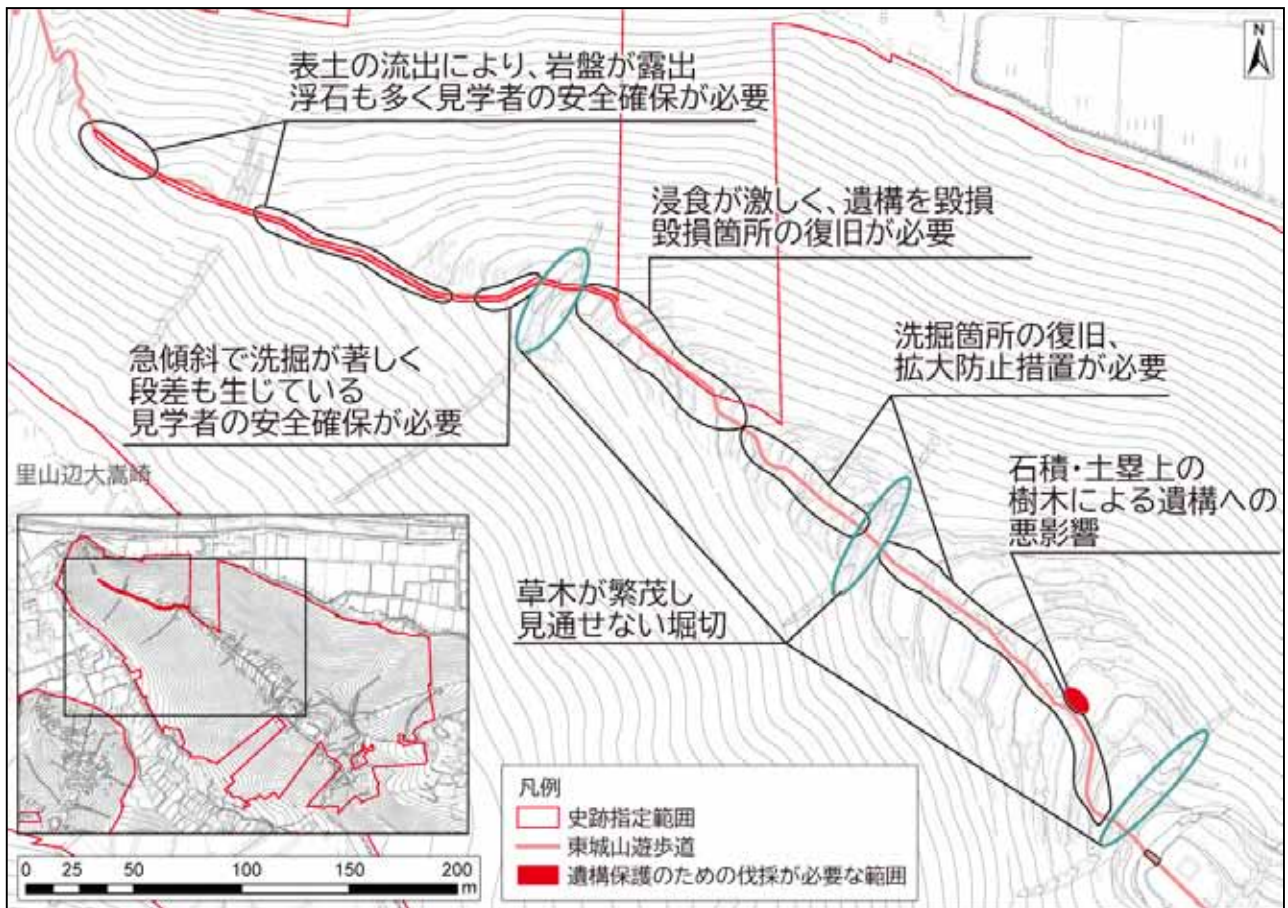 N
表土の流出により、岩盤が露出
浮石も多く見学者の安全確保が必要
浸食が激しく、遺構を毀損
毀損箇所の復旧が必要
洗掘箇所の復旧、
拡大防止措置が必要
急傾斜で洗掘が著しく
段差も生じている
見学者の安全確保が必要
石積・土塁上の
樹木による遺構への
悪影響
里山辺大嵩崎
草木が繁茂し
見通せない堀切
凡例
史跡指定範囲
東城山遊歩道
遺構保護のための伐採が必要な範囲
0 25 50 100 150 200
m